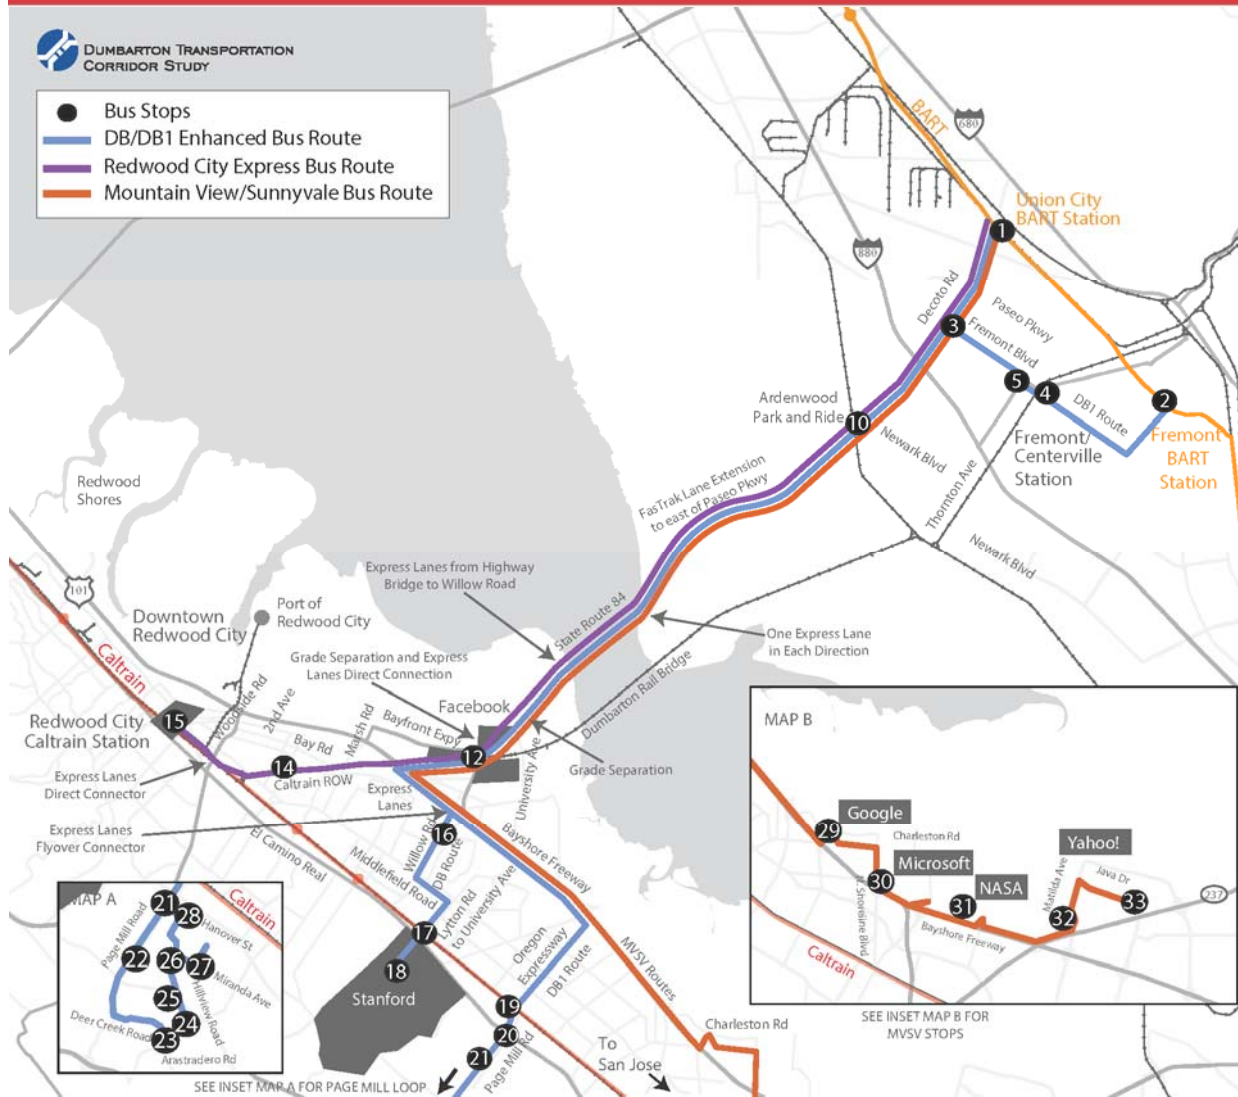 DUMBARTON TRANSPORTATION
CORRIDOR STUDY
Bus Stops
DB/DB1 Enhanced Bus Route
Redwood City Express Bus Route
Mountain View/Sunnyvale Bus Route
BART
680
Union City
BART Station
1
880
Decoto Rd
Paseo Pkwy
3
Fremont Blvd
5
4
2
DB1 Route
Ardenwood
Park and Ride
10
Newark Blvd
Fremont/
Centerville
Station
Fremont
BART
Station
Thornton Ave
Newark Blvd
FasTrak Lane Extension
to east of Paseo Pkwy
Redwood
Shores
101
Express Lanes from Highway
Bridge to Willow Road
Downtown
Redwood City
Port of
Redwood City
State Route 84
One Express Lane
in Each Direction
Grade Separation and Express
Lanes Direct Connection
Dumbarton Rail Bridge
Caltrain
Woodside Rd
2nd Ave
Marsh Rd
Facebook
Redwood City
Caltrain Station
15
Bay Rd
Bayfront Expy
12
14
Caltrain ROW
University Ave
Grade Separation
Express Lanes
Direct Connector
Express
Lanes
Express Lanes
Flyover Connector
El Camino Real
Middlefield Road
Willow Rd
16
DB Route
Bayshore Freeway
Lytton Rd
to University Ave
17
18
Stanford
Oregon
Expressway
DB1 Route
MVSV Routes
19
20
21
Page Mill Rd
Charleston Rd
To
San Jose
SEE INSET MAP A FOR PAGE MILL LOOP
MAP A
Caltrain
21
28
Hanover St
Page Mill Road
22
26
27
Miranda Ave
25
Hillview Road
24
Deer Creek Road
23
Arastradero Rd
MAP B
29
Google
Charleston Rd
Microsoft
30
N. Shoreline Blvd
NASA
31
Bayshore Freeway
Matilda Ave
Yahoo!
Java Dr
32
33
237
Caltrain
SEE INSET MAP B FOR
MVSV STOPS